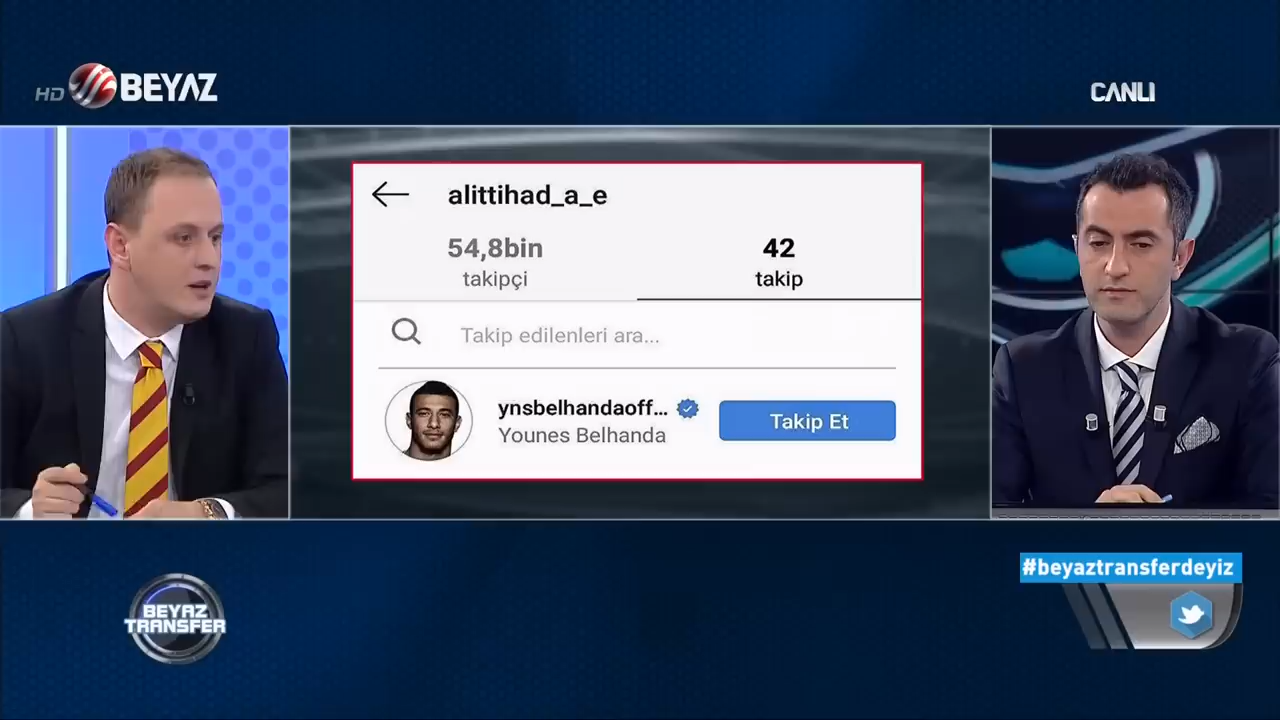 HD BEYAZ
CANLI
alittihad_a_e
54,8bin
takipçi
42
takip
Takip edilenleri ara...
ynsbelhandaoff...
Younes Belhanda
Takip Et
BEYAZ
TRANSFER
#beyaztransferdeyiz